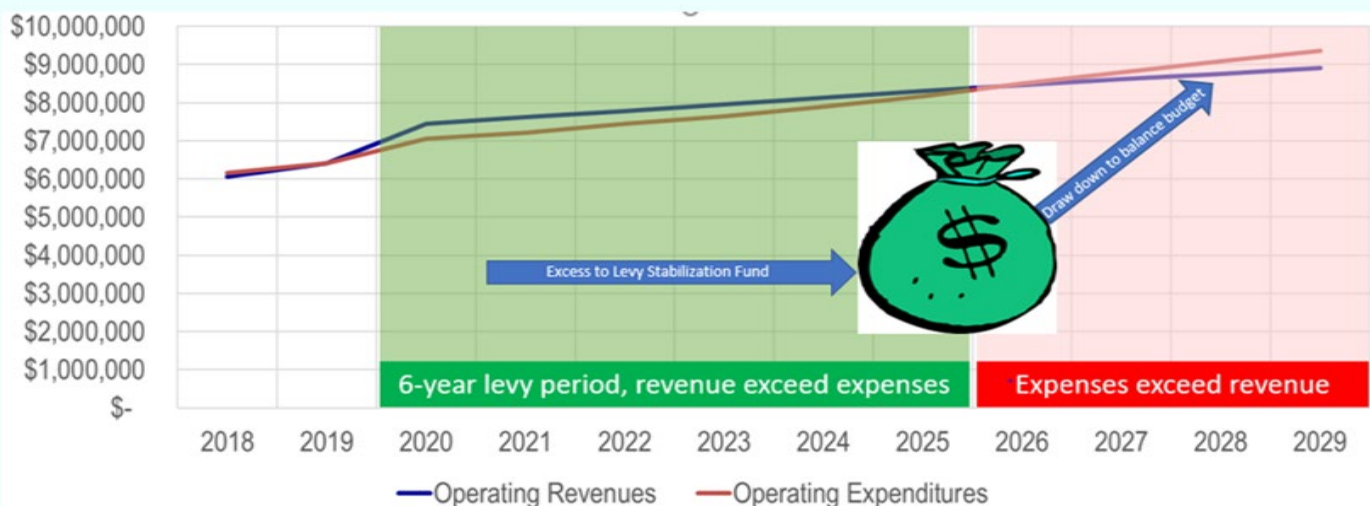 $10,000,000
$9,000,000
$8,000,000
$7,000,000
$6,000,000
$5,000,000
$4,000,000
$3,000,000
$2,000,000
$1,000,000
$-
Draw down to balance budget
Excess to Levy Stabilization Fund
$
6-year levy period, revenue exceed expenses
Expenses exceed revenue
2018 2019 2020 2021 2022 2023 2024 2025 2026 2027 2028 2029
Operating Revenues Operating Expenditures